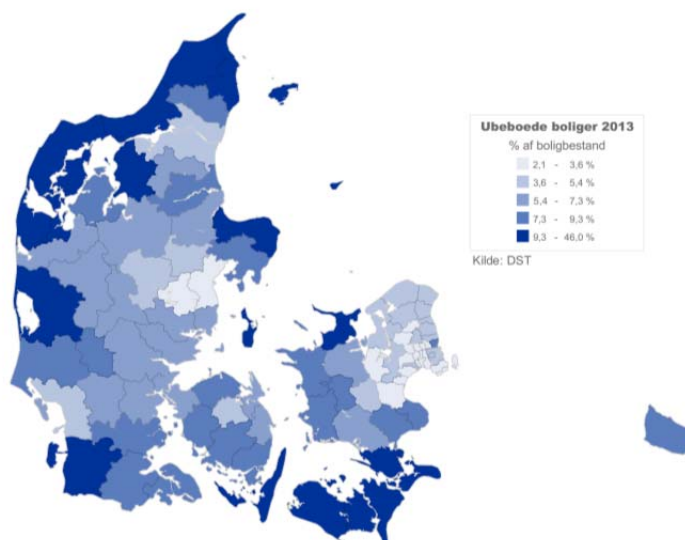 Ubeboede boliger 2013
% af boligbestand
2,1 - 3,6 %
3,6 - 5,4 %
5,4 - 7,3 %
7,3 - 9,3 %
9,3 - 46,0 %
Kilde: DST